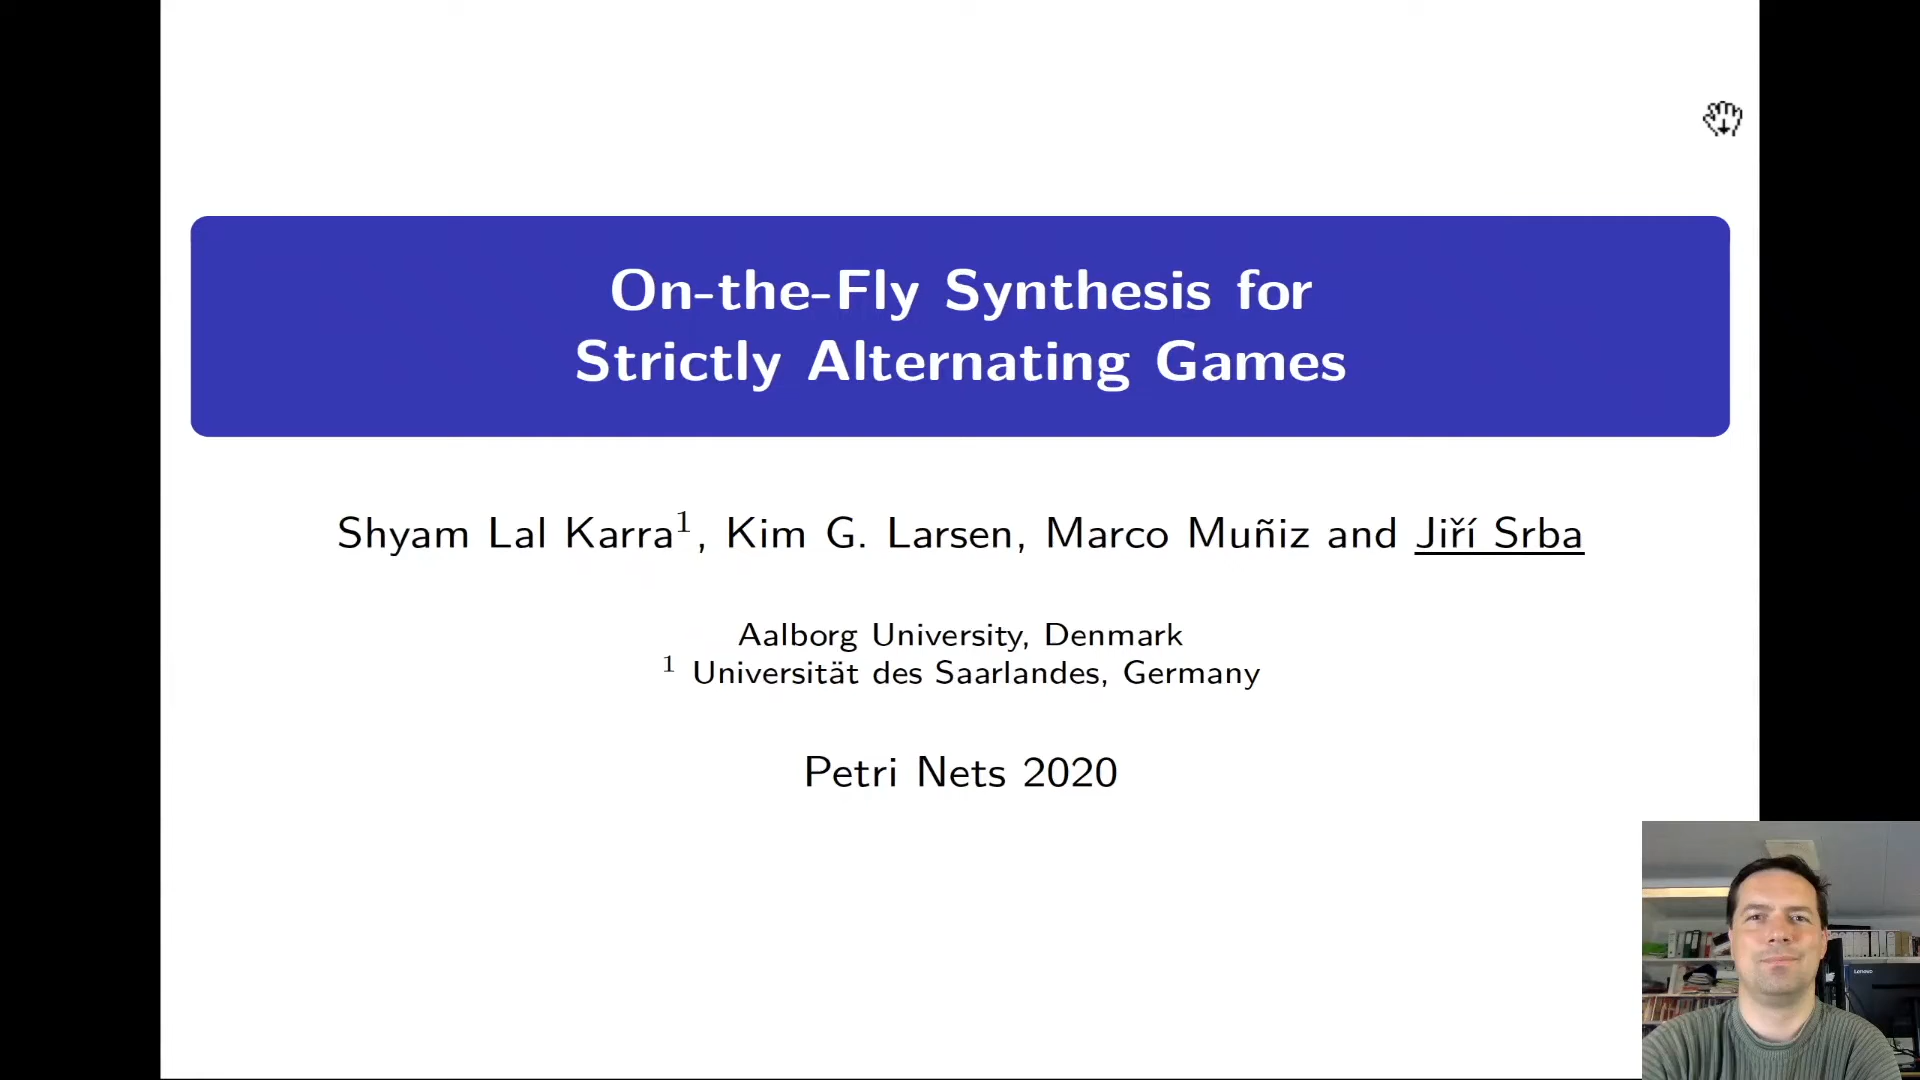 On-the-Fly Synthesis for
Strictly Alternating Games
Shyam Lal Karra¹, Kim G. Larsen, Marco Muñiz and Jiří Srba
Aalborg University, Denmark
¹ Universität des Saarlandes, Germany
Petri Nets 2020
Lenovo